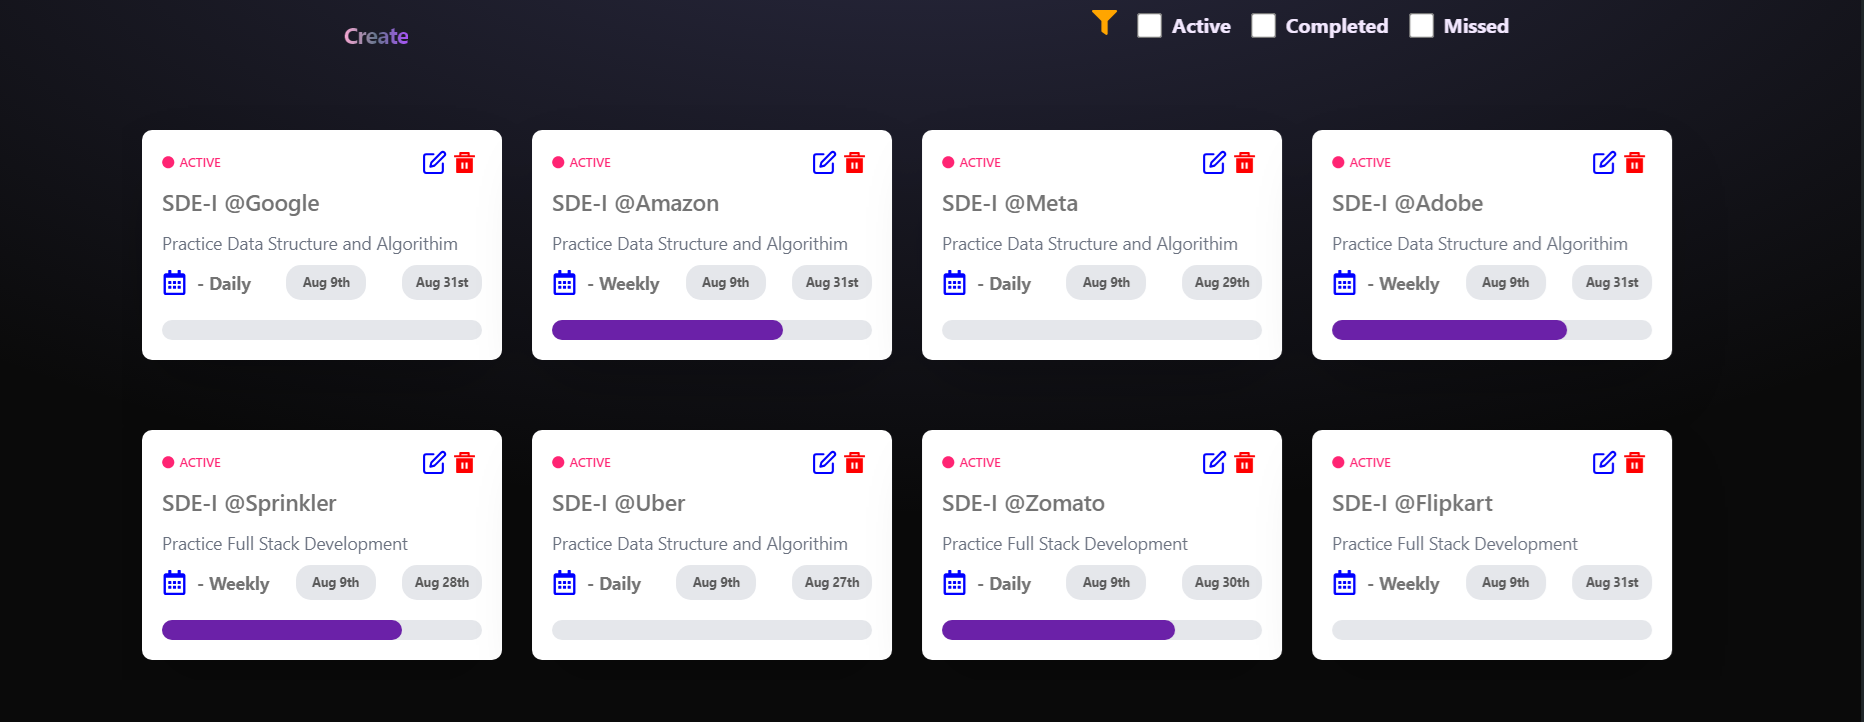 Create
Active Completed Missed
ACTIVE
SDE-I @Google
Practice Data Structure and Algorithim
- Daily Aug 9th Aug 31st
ACTIVE
SDE-I @Amazon
Practice Data Structure and Algorithim
- Weekly Aug 9th Aug 31st
ACTIVE
SDE-I @Meta
Practice Data Structure and Algorithim
- Daily Aug 9th Aug 29th
ACTIVE
SDE-I @Adobe
Practice Data Structure and Algorithim
- Weekly Aug 9th Aug 31st
ACTIVE
SDE-I @Sprinkler
Practice Full Stack Development
- Weekly Aug 9th Aug 28th
ACTIVE
SDE-I @Uber
Practice Data Structure and Algorithim
- Daily Aug 9th Aug 27th
ACTIVE
SDE-I @Zomato
Practice Full Stack Development
- Daily Aug 9th Aug 30th
ACTIVE
SDE-I @Flipkart
Practice Full Stack Development
- Weekly Aug 9th Aug 31st